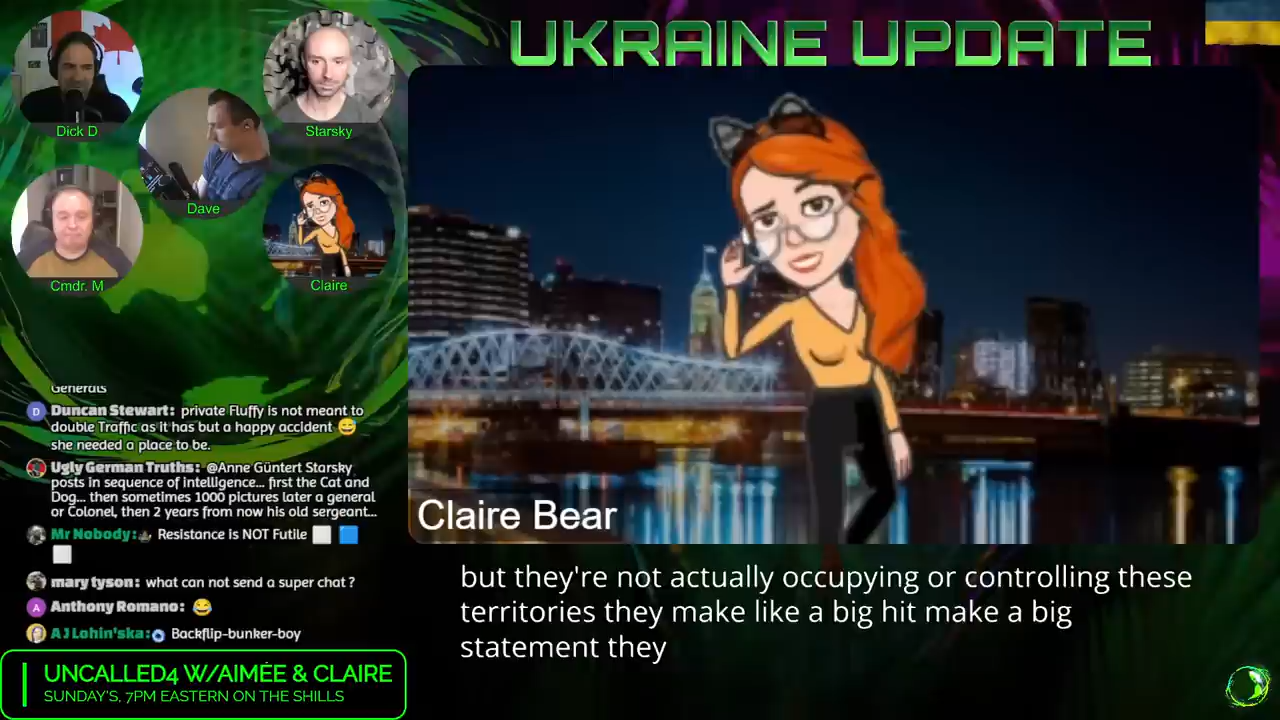 UKRAINE UPDATE
Dick D
Starsky
Dave
Cmdr. M
Claire
Generals
Duncan Stewart: private Fluffy is not meant to
double Traffic as it has but a happy accident 😅
she needed a place to be.
Ugly German Truths: @Anne Güntert Starsky
posts in sequence of intelligence... first the Cat and
Dog... then sometimes 1000 pictures later a general
or Colonel, then 2 years from now his old sergeant...
Mr Nobody: Resistance is NOT Futile ⬜ 🟦
⬜
mary tyson: what can not send a super chat ?
Anthony Romano: 😂
A J Lohin'ska: Backflip-bunker-boy
UNCALLED4 W/AIMÉE & CLAIRE
SUNDAY'S, 7PM EASTERN ON THE SHILLS
Claire Bear
but they're not actually occupying or controlling these
territories they make like a big hit make a big
statement they